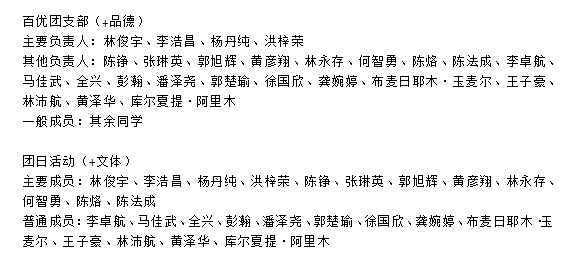 百优团支部（+品德）
主要负责人：林俊宇、李浩昌、杨丹纯、洪梓荣
其他负责人：陈铮、张琳英、郭旭辉、黄彦翔、林永存、何智勇、陈烙、陈法成、李卓航、
马佳武、全兴、彭瀚、潘泽尧、郭楚瑜、徐国欣、龚婉婷、布麦日耶木·玉麦尔、王子豪、
林沛航、黄泽华、库尔夏提·阿里木
一般成员：其余同学
团日活动（+文体）
主要成员：林俊宇、李浩昌、杨丹纯、洪梓荣、陈铮、张琳英、郭旭辉、黄彦翔、林永存、
何智勇、陈烙、陈法成
普通成员：李卓航、马佳武、全兴、彭瀚、潘泽尧、郭楚瑜、徐国欣、龚婉婷、布麦日耶木·玉
麦尔、王子豪、林沛航、黄泽华、库尔夏提·阿里木